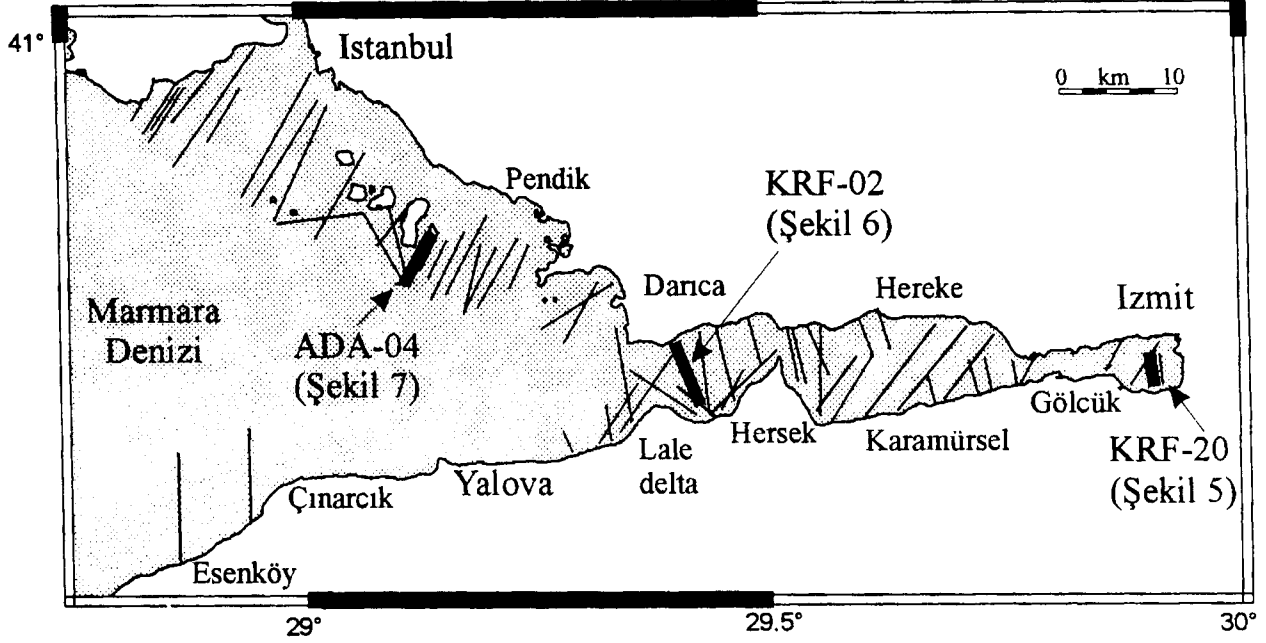 41°
Istanbul
0 km 10
Pendik
KRF-02
(Şekil 6)
Darıca
Hereke
Izmit
Marmara
Denizi
ADA-04
(Şekil 7)
Gölcük
Hersek
Karamürsel
Lale
delta
KRF-20
(Şekil 5)
Yalova
Çınarcık
Esenköy
29°
29.5°
30°